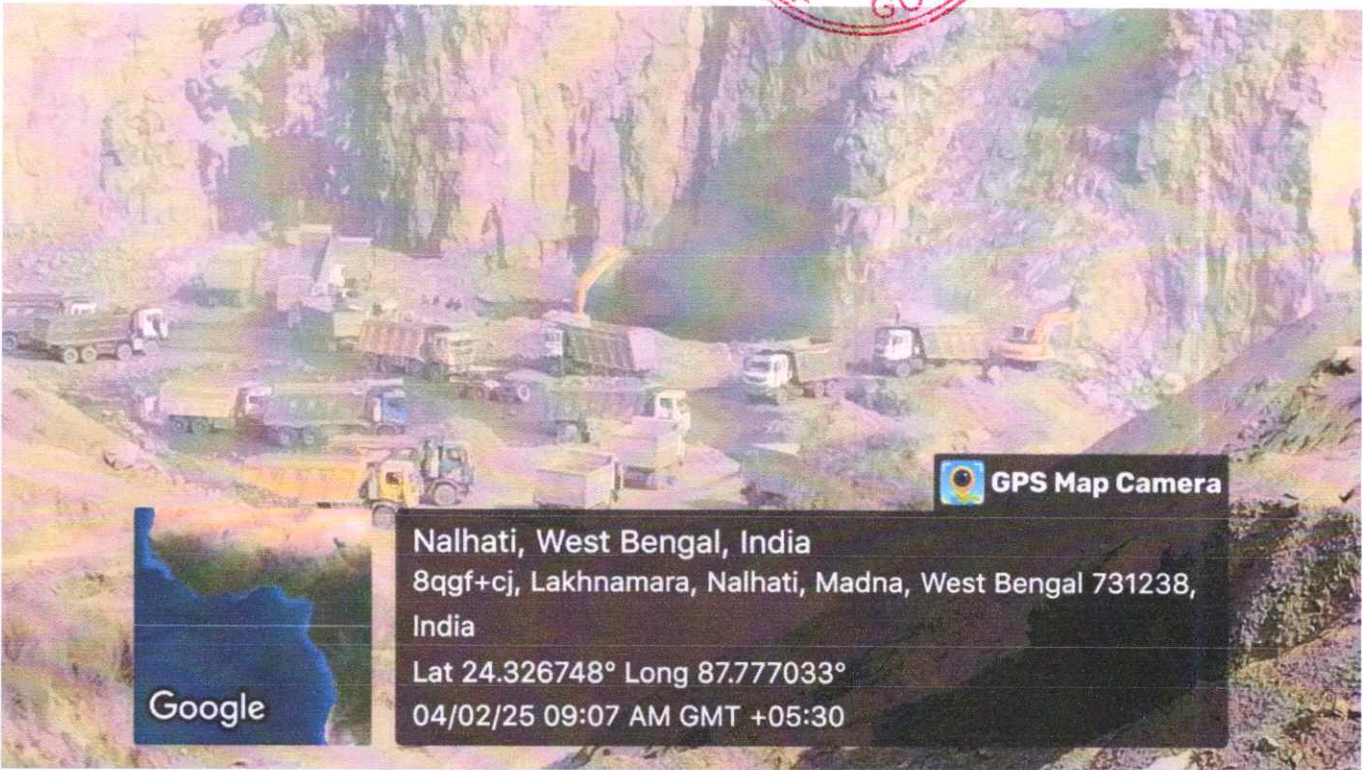 GU
GPS Map Camera
Nalhati, West Bengal, India
8qgf+cj, Lakhnamara, Nalhati, Madna, West Bengal 731238,
India
Lat 24.326748° Long 87.777033°
04/02/25 09:07 AM GMT +05:30
Google